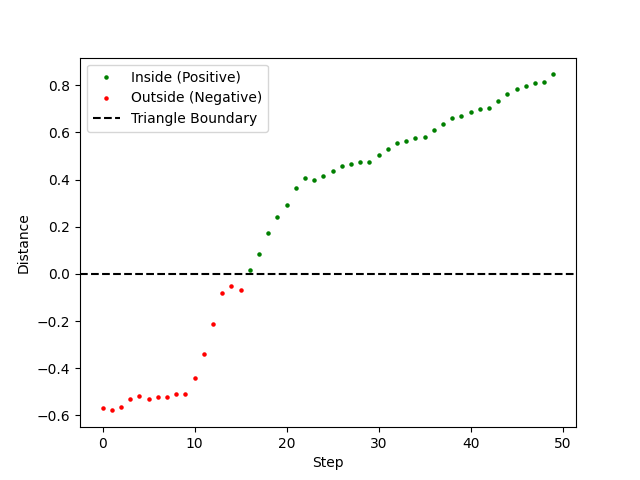 Inside (Positive)
Outside (Negative)
Triangle Boundary
Distance
0.8
0.6
0.4
0.2
0.0
−0.2
−0.4
−0.6
0 10 20 30 40 50
Step